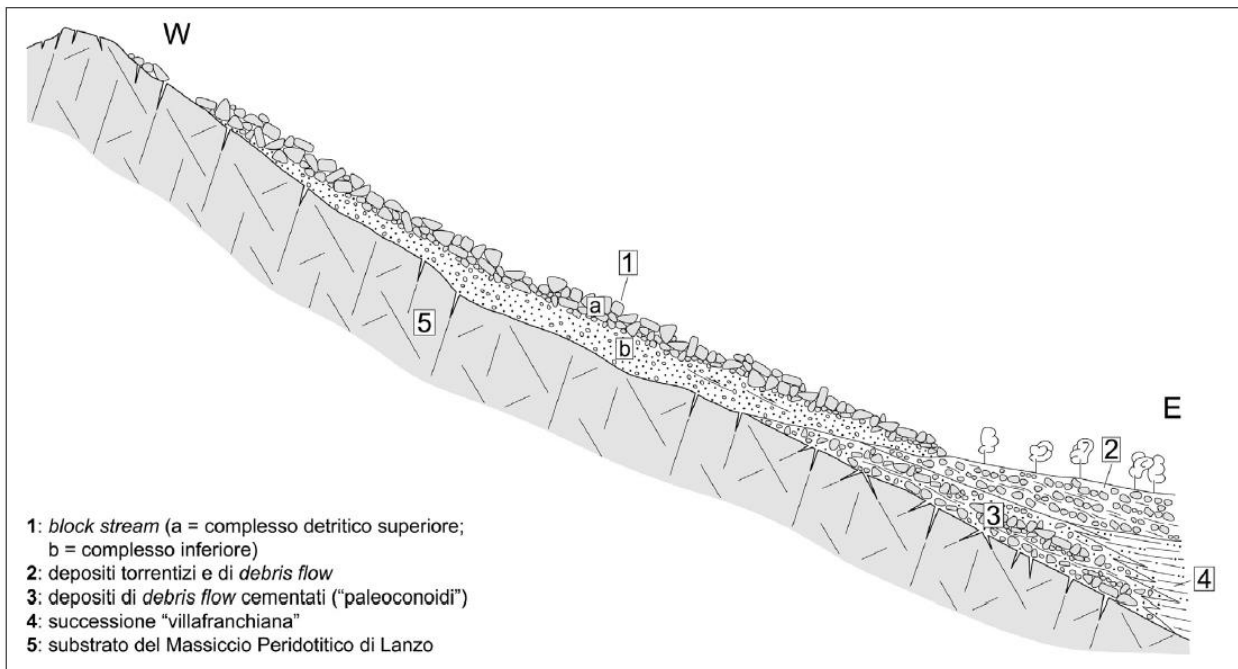 W
1
a
5
b
E
2
3
4
1: block stream (a = complesso detritico superiore;
b = complesso inferiore)
2: depositi torrentizi e di debris flow
3: depositi di debris flow cementati (“paleoconoidi”)
4: successione “villafranchiana”
5: substrato del Massiccio Peridotitico di Lanzo